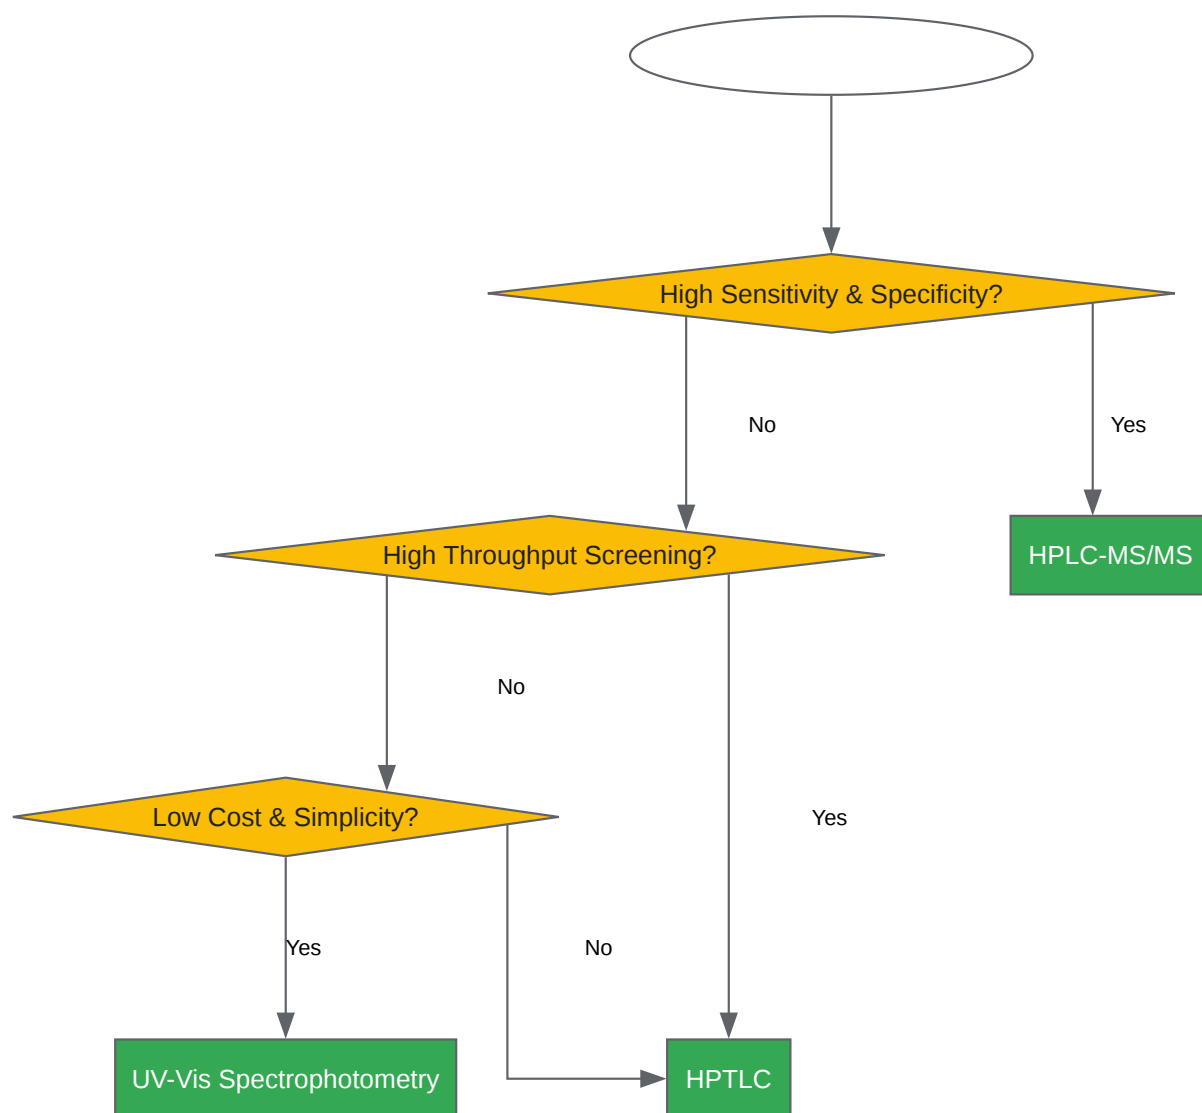 High Sensitivity & Specificity?
No
Yes
High Throughput Screening?
HPLC-MS/MS
No
Low Cost & Simplicity?
Yes
Yes
No
UV-Vis Spectrophotometry
HPTLC